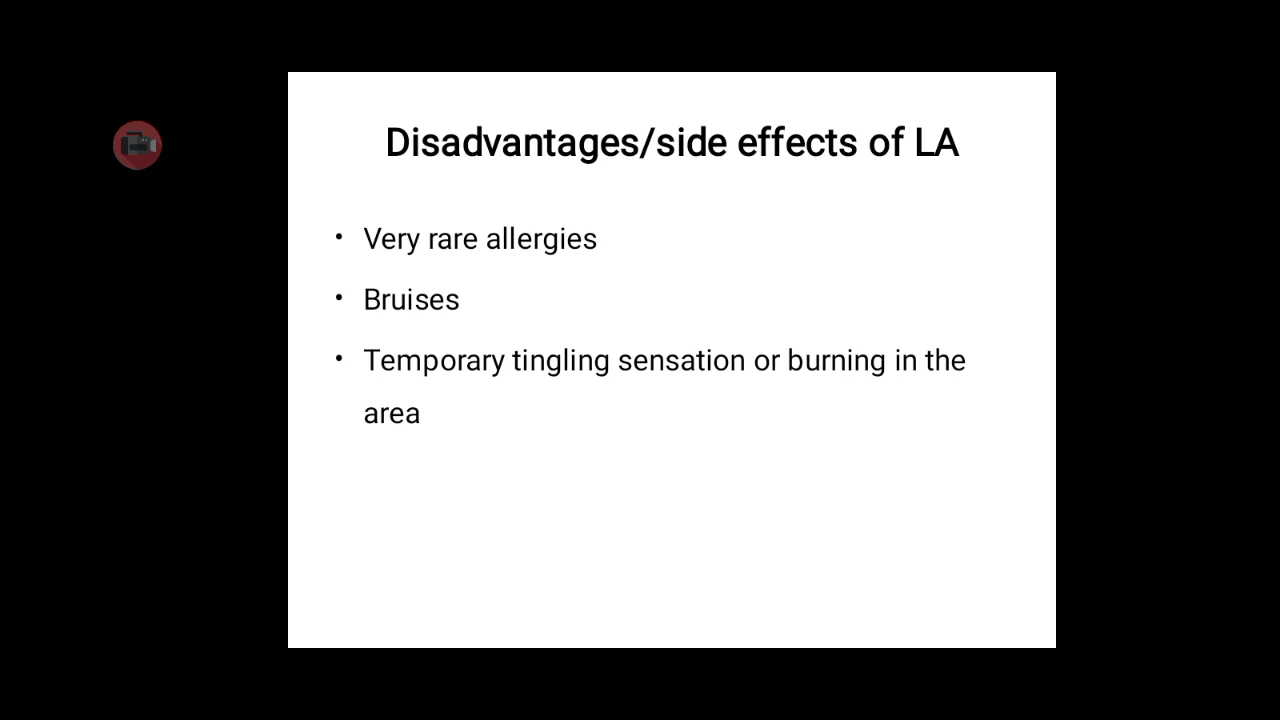 Disadvantages/side effects of LA
• Very rare allergies
• Bruises
• Temporary tingling sensation or burning in the
area